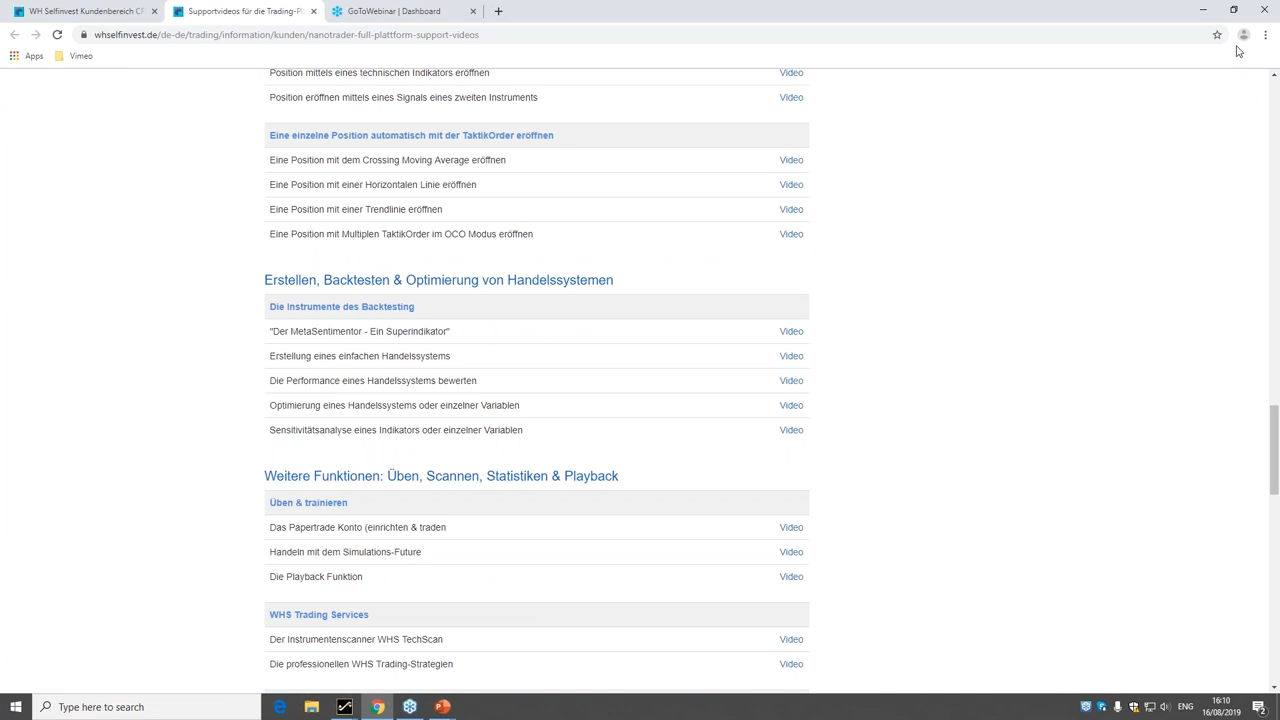 WH SelfInvest Kundenbereich CF
Supportvideos für die Trading-Pl
GoToWebinar | Dashboard
whselfinvest.de/de-de/trading/information/kunden/nanotrader-full-plattform-support-videos
Apps
Vimeo
Position mittels eines technischen Indikators eröffnen Video
Position eröffnen mittels eines Signals eines zweiten Instruments Video
Eine einzelne Position automatisch mit der TaktikOrder eröffnen
Eine Position mit dem Crossing Moving Average eröffnen Video
Eine Position mit einer Horizontalen Linie eröffnen Video
Eine Position mit einer Trendlinie eröffnen Video
Eine Position mit Multiplen TaktikOrder im OCO Modus eröffnen Video
Erstellen, Backtesten & Optimierung von Handelssystemen
Die Instrumente des Backtesting
"Der MetaSentimentor - Ein Superindikator" Video
Erstellung eines einfachen Handelssystems Video
Die Performance eines Handelssystems bewerten Video
Optimierung eines Handelssystems oder einzelner Variablen Video
Sensitivitätsanalyse eines Indikators oder einzelner Variablen Video
Weitere Funktionen: Üben, Scannen, Statistiken & Playback
Üben & trainieren
Das Papertrade Konto (einrichten & traden Video
Handeln mit dem Simulations-Future Video
Die Playback Funktion Video
WHS Trading Services
Der Instrumentenscanner WHS TechScan Video
Die professionellen WHS Trading-Strategien Video
Type here to search
ENG
16:10
16/08/2019
2